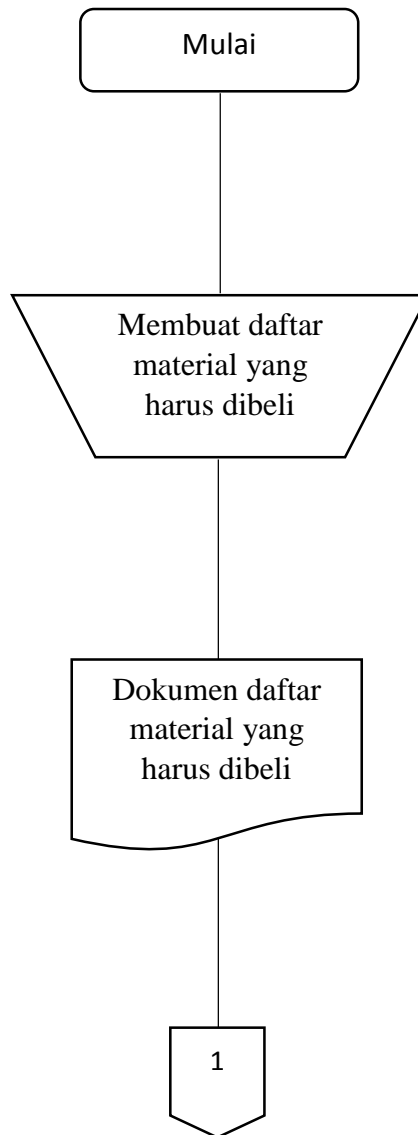 Mulai
Membuat daftar
material yang
harus dibeli
Dokumen daftar
material yang
harus dibeli
1